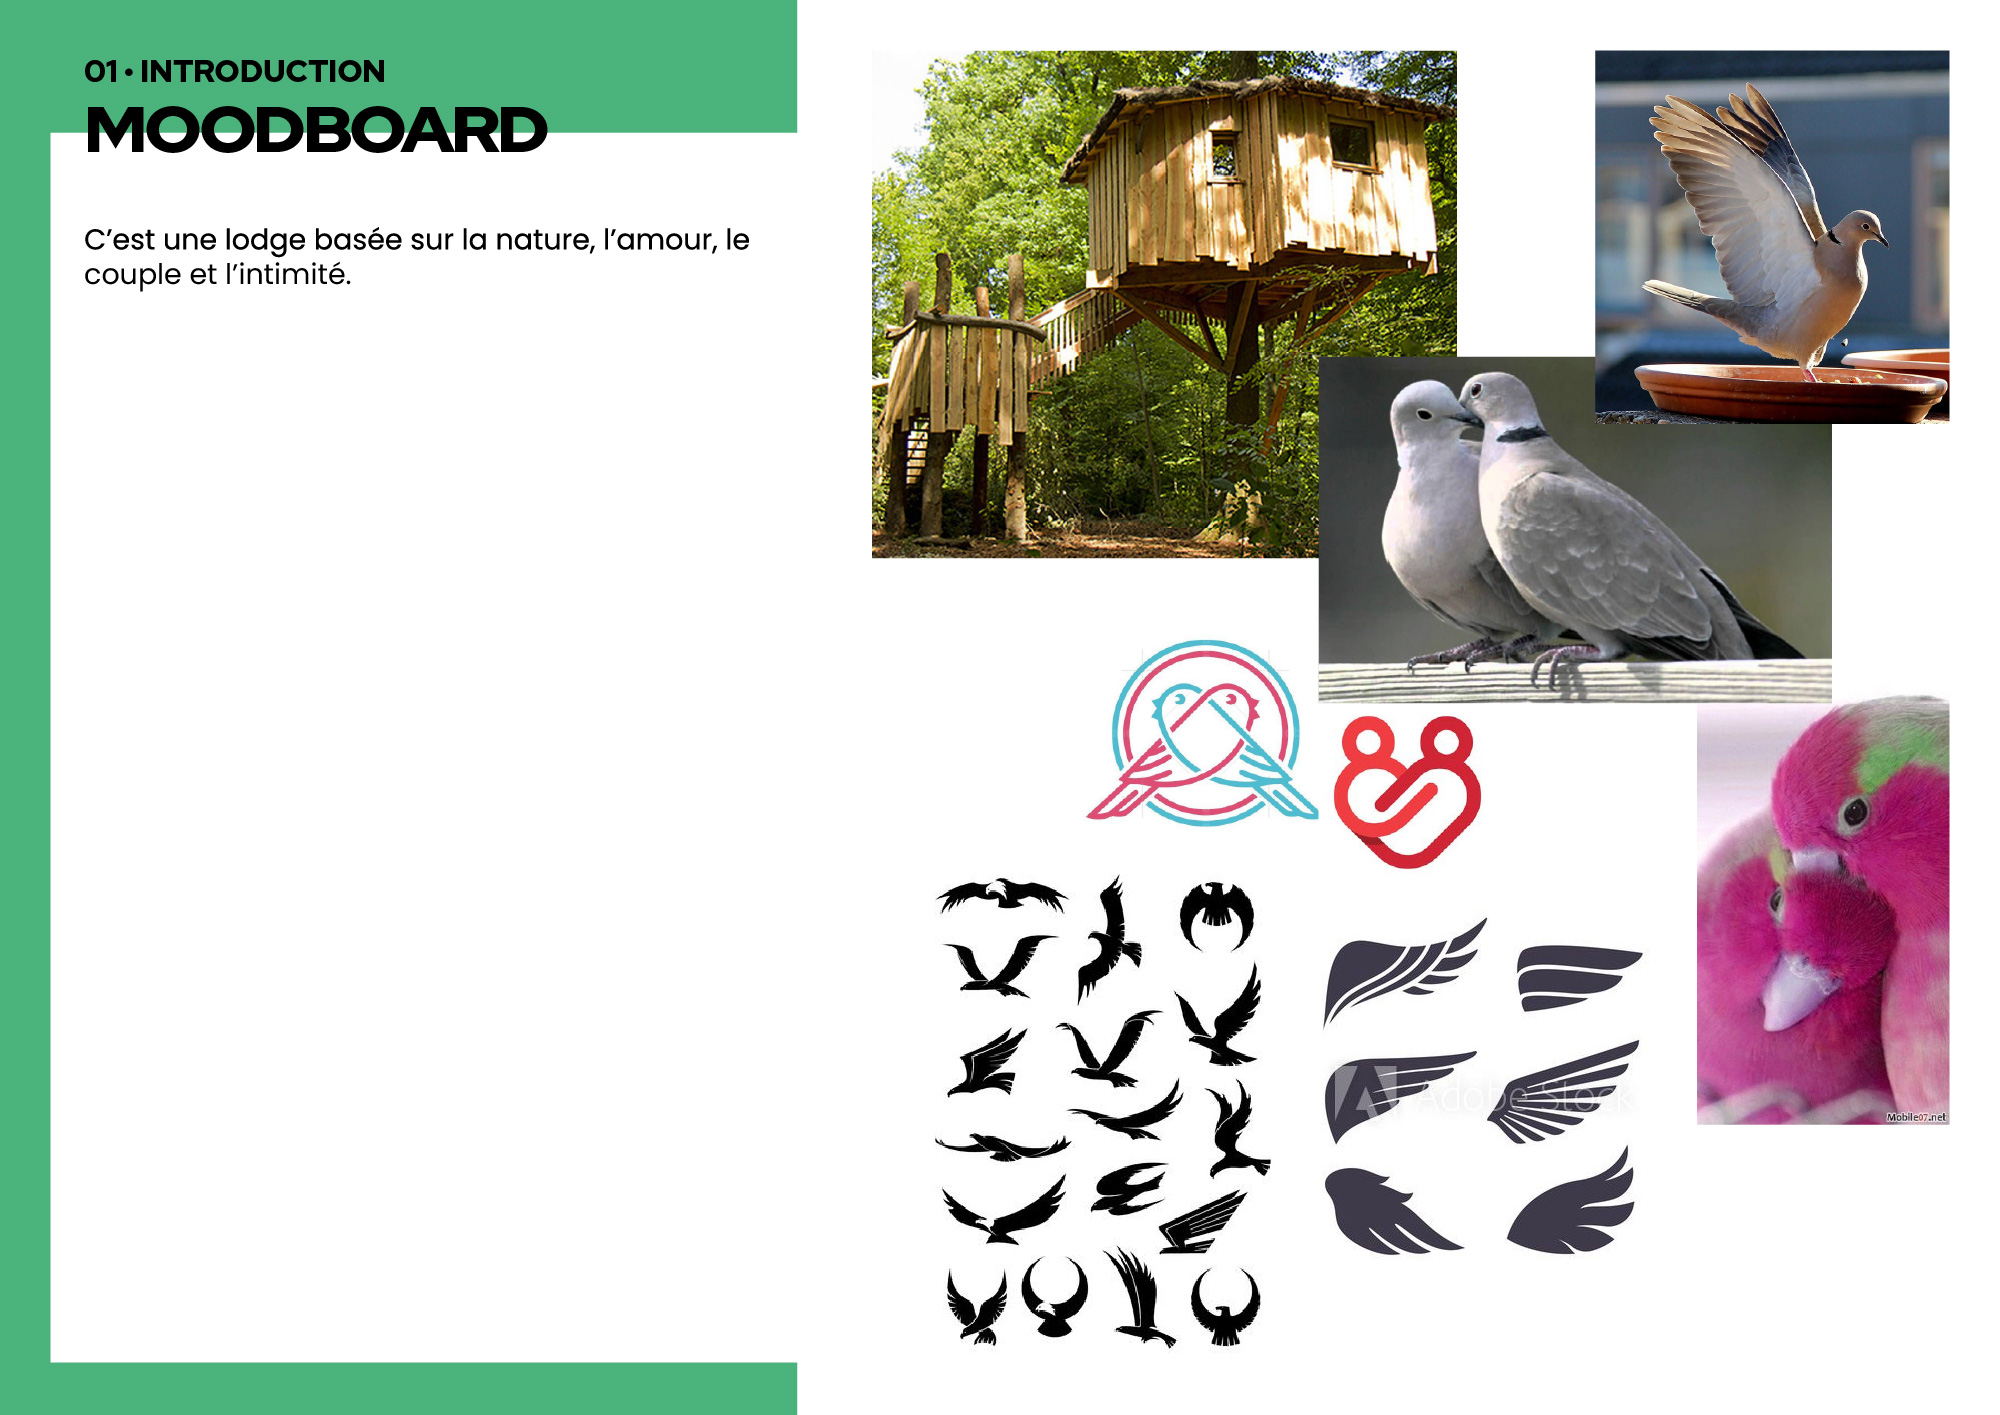 01 • INTRODUCTION
MOODBOARD
C’est une lodge basée sur la nature, l’amour, le
couple et l’intimité.
Adobe Stock
Mobile07.net